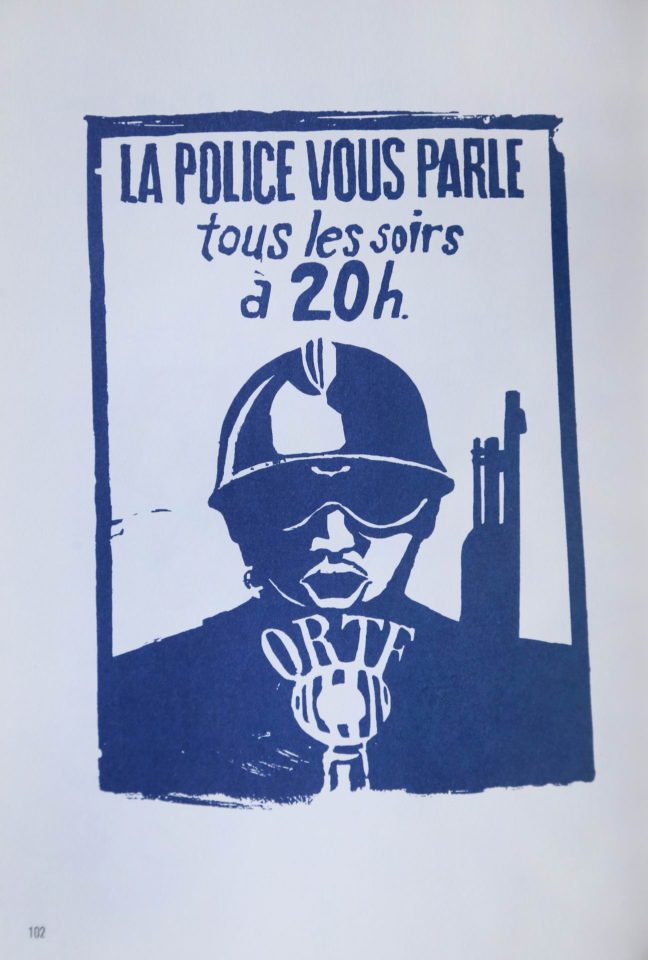 LA POLICE VOUS PARLE
tous les soirs
à 20h.
ORTF
102